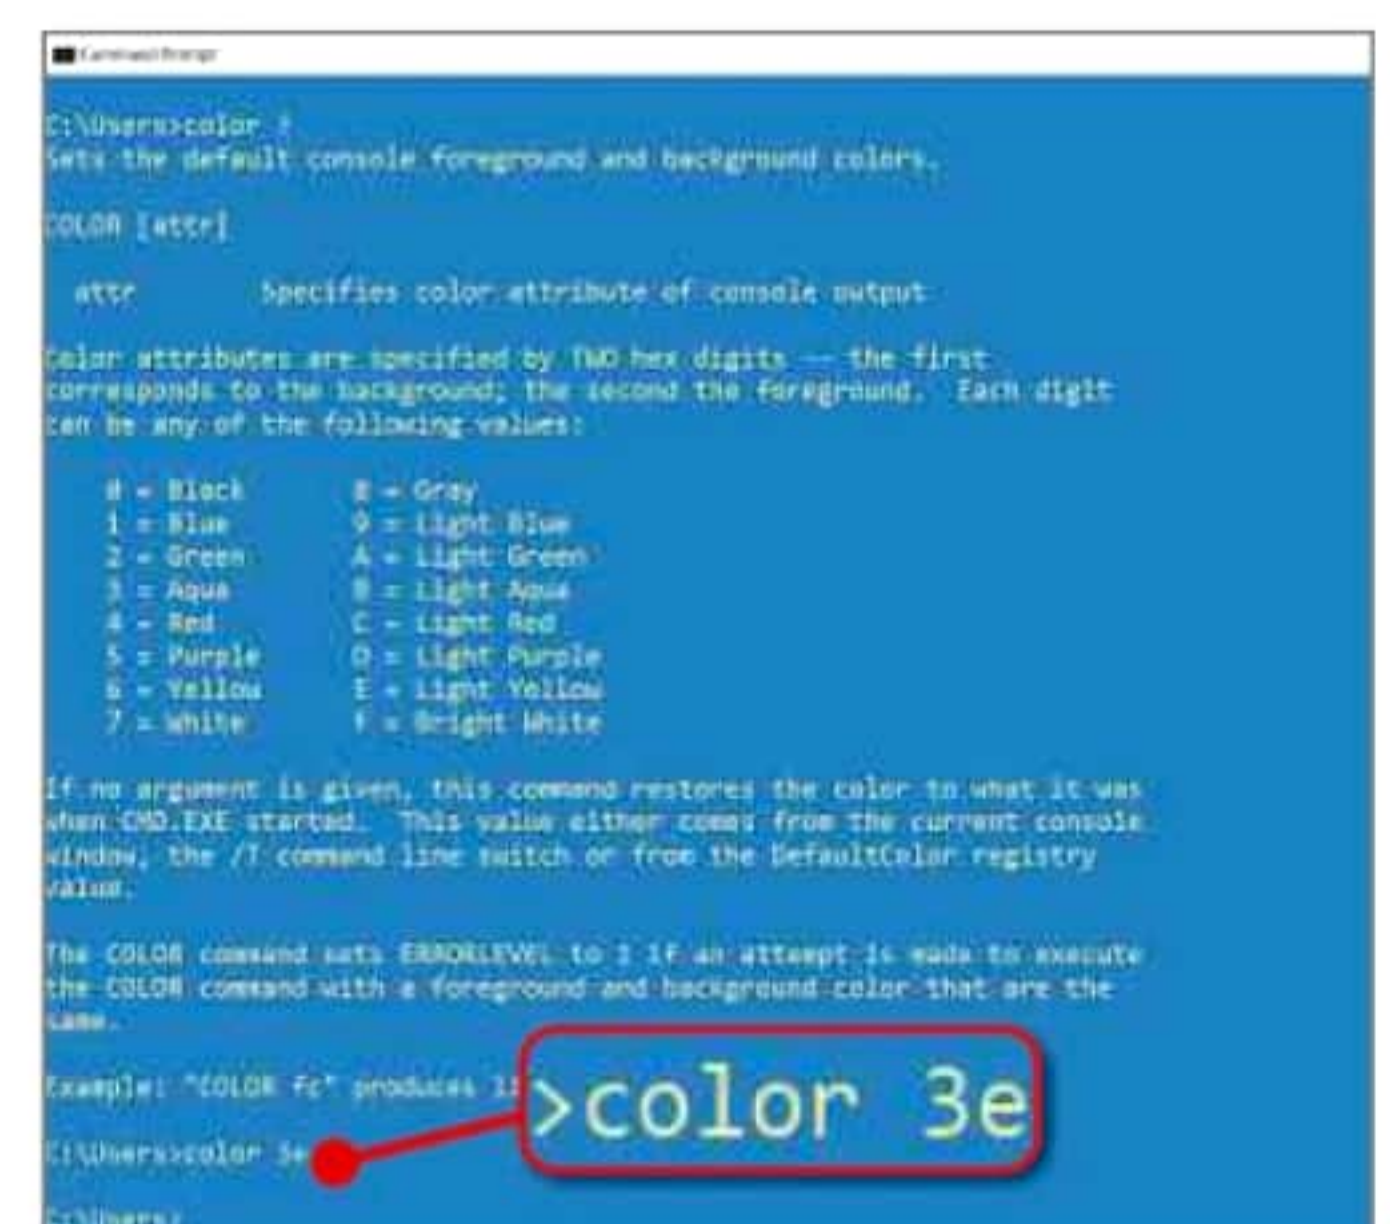 Command Prompt
C:\Users>color ?
Sets the default console foreground and background colors.
COLOR [attr]
attr Specifies color attribute of console output
Color attributes are specified by TWO hex digits -- the first
corresponds to the background; the second the foreground. Each digit
can be any of the following values:
0 = Black 8 = Gray
1 = Blue 9 = Light Blue
2 = Green A = Light Green
3 = Aqua B = Light Aqua
4 = Red C = Light Red
5 = Purple D = Light Purple
6 = Yellow E = Light Yellow
7 = White F = Bright White
If no argument is given, this command restores the color to what it was
when CMD.EXE started. This value either comes from the current console
window, the /T command line switch or from the DefaultColor registry
value.
The COLOR command sets ERRORLEVEL to 1 if an attempt is made to execute
the COLOR command with a foreground and background color that are the
same.
Example: "COLOR fc" produces
>color 3e
C:\Users>color 3e
C:\Users>